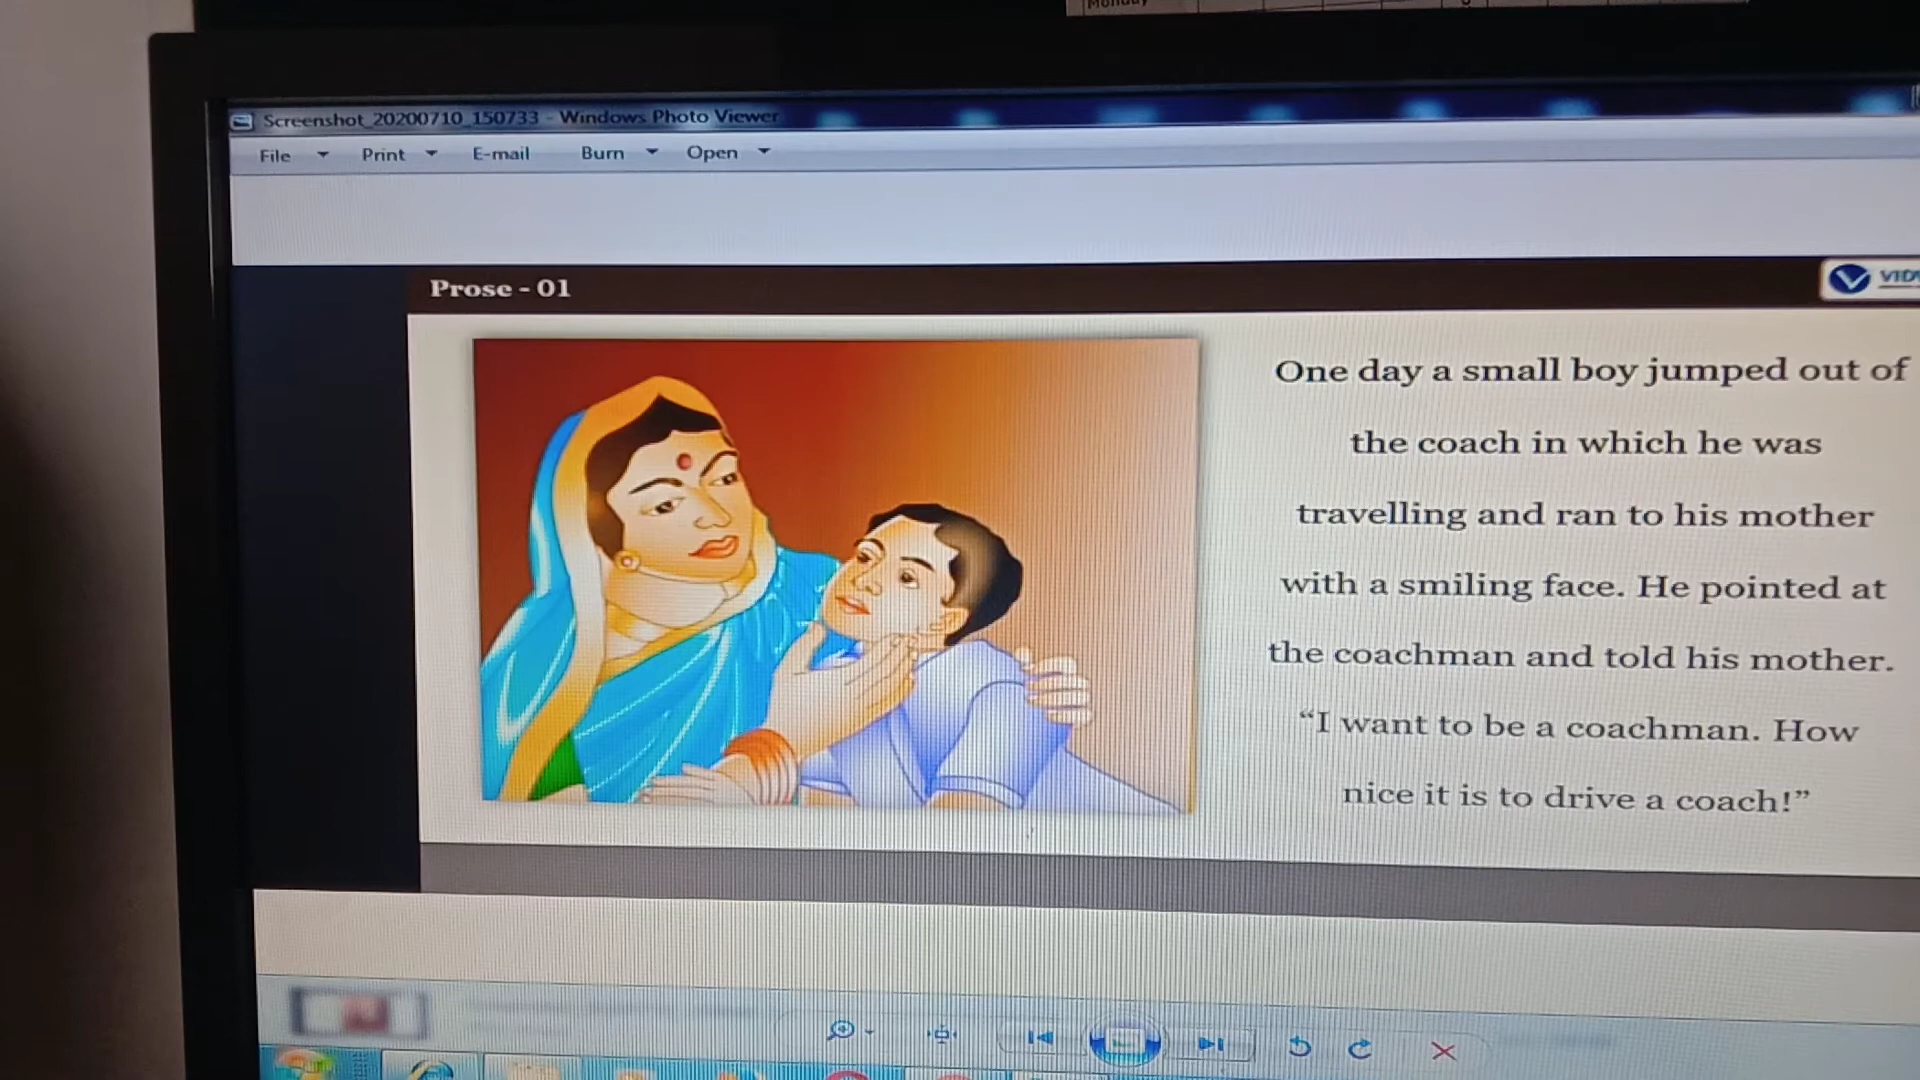 Monday
Screenshot_20200710_150733 - Windows Photo Viewer
File Print E-mail Burn Open
Prose - 01
One day a small boy jumped out of
the coach in which he was
travelling and ran to his mother
with a smiling face. He pointed at
the coachman and told his mother.
“I want to be a coachman. How
nice it is to drive a coach!”